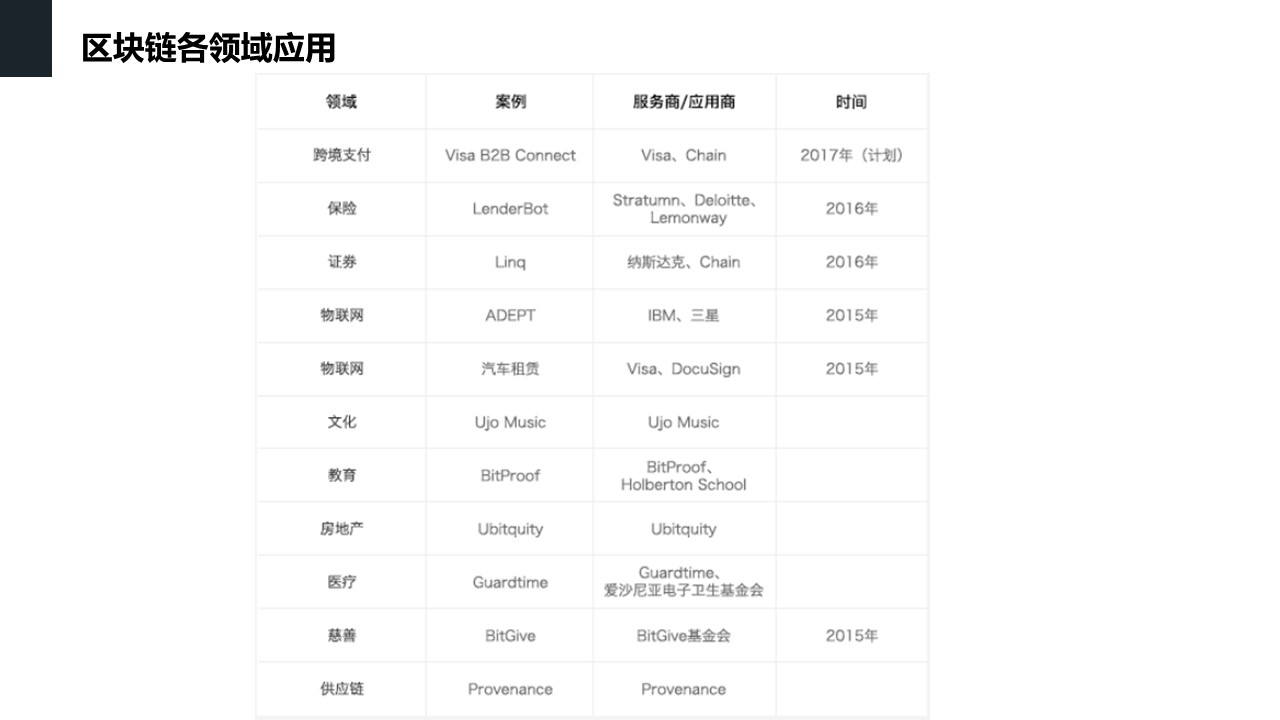 区块链各领域应用
领域 案例 服务商/应用商 时间
跨境支付 Visa B2B Connect Visa、Chain 2017年（计划）
保险 LenderBot Stratumn、Deloitte、
Lemonway 2016年
证券 Linq 纳斯达克、Chain 2016年
物联网 ADEPT IBM、三星 2015年
物联网 汽车租赁 Visa、DocuSign 2015年
文化 Ujo Music Ujo Music
教育 BitProof BitProof、
Holberton School
房地产 Ubitquity Ubitquity
医疗 Guardtime Guardtime、
爱沙尼亚电子卫生基金会
慈善 BitGive BitGive基金会 2015年
供应链 Provenance Provenance